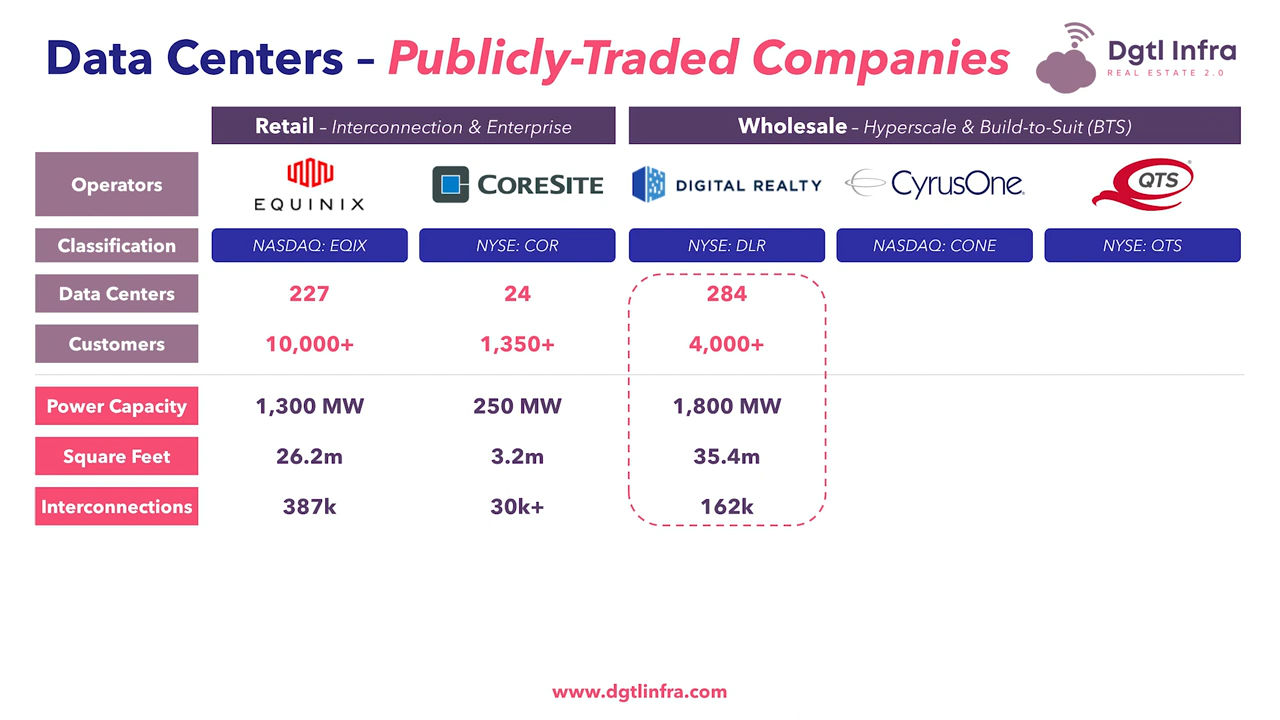 Data Centers – Publicly-Traded Companies
Dgtl Infra
REAL ESTATE 2.0
Retail – Interconnection & Enterprise
Wholesale – Hyperscale & Build-to-Suit (BTS)
Operators
EQUINIX
CORESITE
DIGITAL REALTY
CyrusOne.
QTS®
Classification
NASDAQ: EQIX
NYSE: COR
NYSE: DLR
NASDAQ: CONE
NYSE: QTS
Data Centers
227
24
284
Customers
10,000+
1,350+
4,000+
Power Capacity
1,300 MW
250 MW
1,800 MW
Square Feet
26.2m
3.2m
35.4m
Interconnections
387k
30k+
162k
www.dgtlinfra.com